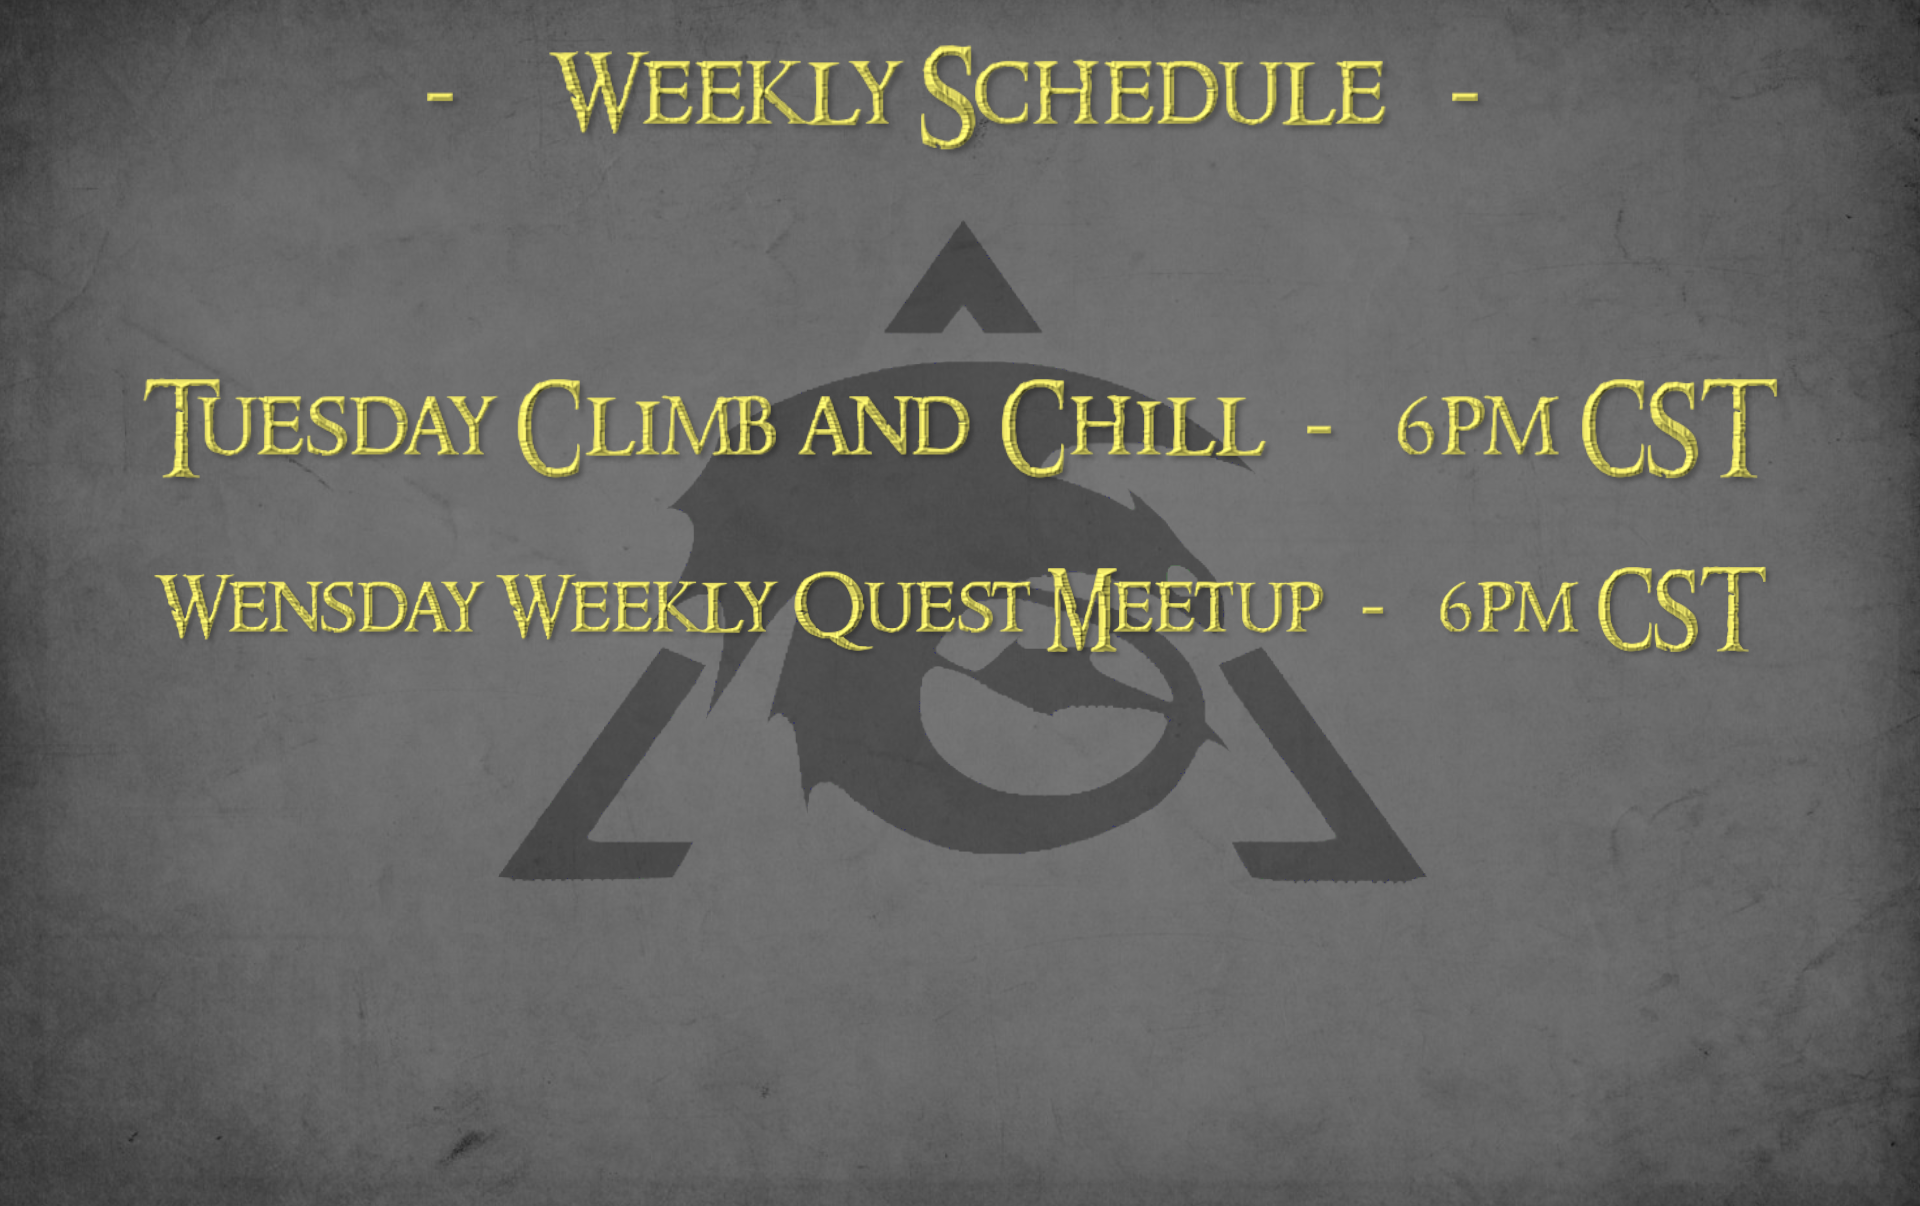 - Weekly Schedule -
Tuesday Climb and Chill - 6pm CST
Wensday Weekly Quest Meetup - 6pm CST